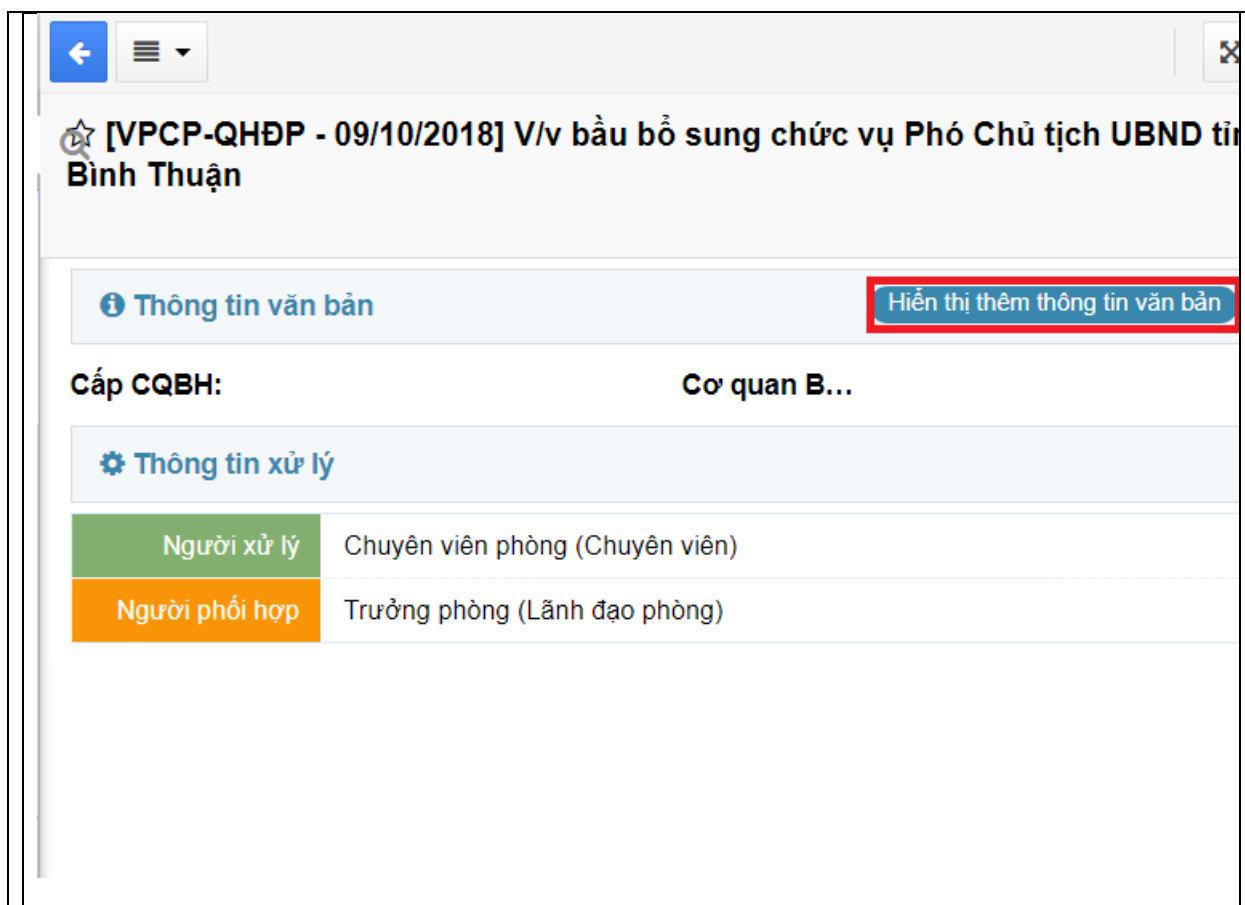 [VPCP-QHĐP - 09/10/2018] V/v bầu bổ sung chức vụ Phó Chủ tịch UBND
Bình Thuận
Thông tin văn bản
Hiển thị thêm thông tin văn bản
Cấp CQBH:
Cơ quan B...
Thông tin xử lý
Người xử lý
Chuyên viên phòng (Chuyên viên)
Người phối hợp
Trưởng phòng (Lãnh đạo phòng)